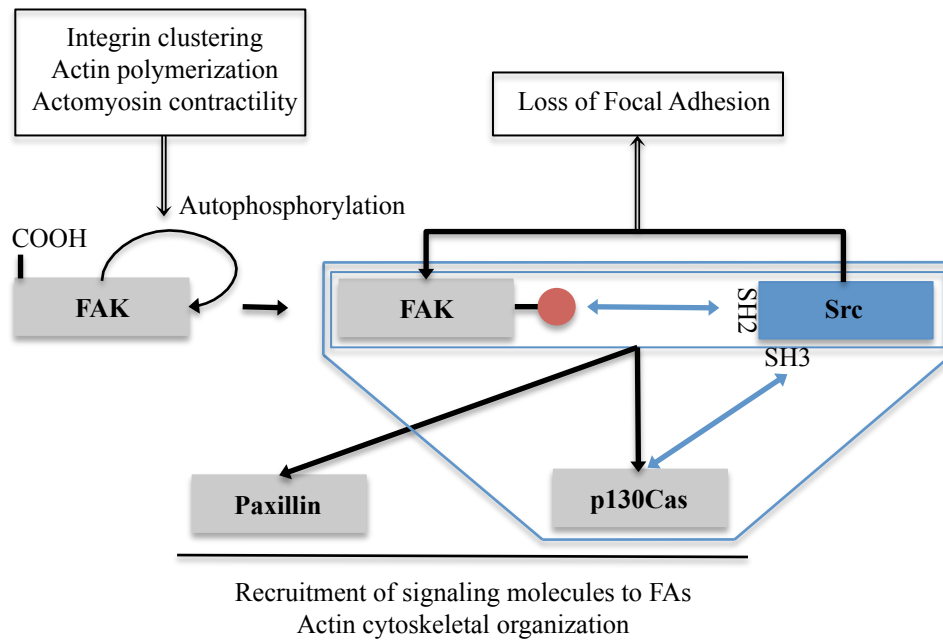 Integrin clustering
Actin polymerization
Actomyosin contractility
Loss of Focal Adhesion
Autophosphorylation
COOH
FAK
FAK
SH2
Src
SH3
Paxillin
p130Cas
Recruitment of signaling molecules to FAs
Actin cytoskeletal organization